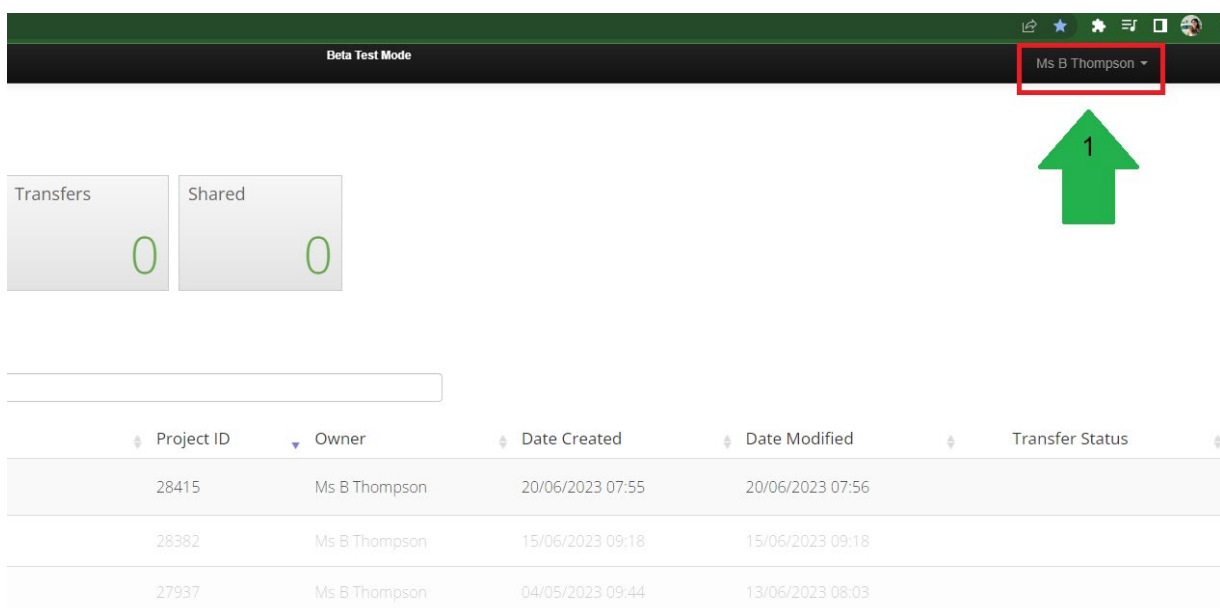 Beta Test Mode
Ms B Thompson
1
Transfers Shared
0 0
Project ID Owner Date Created Date Modified Transfer Status
28415 Ms B Thompson 20/06/2023 07:55 20/06/2023 07:56
28382 Ms B Thompson 15/06/2023 09:18 15/06/2023 09:18
27937 Ms B Thompson 04/05/2023 09:44 13/06/2023 08:03